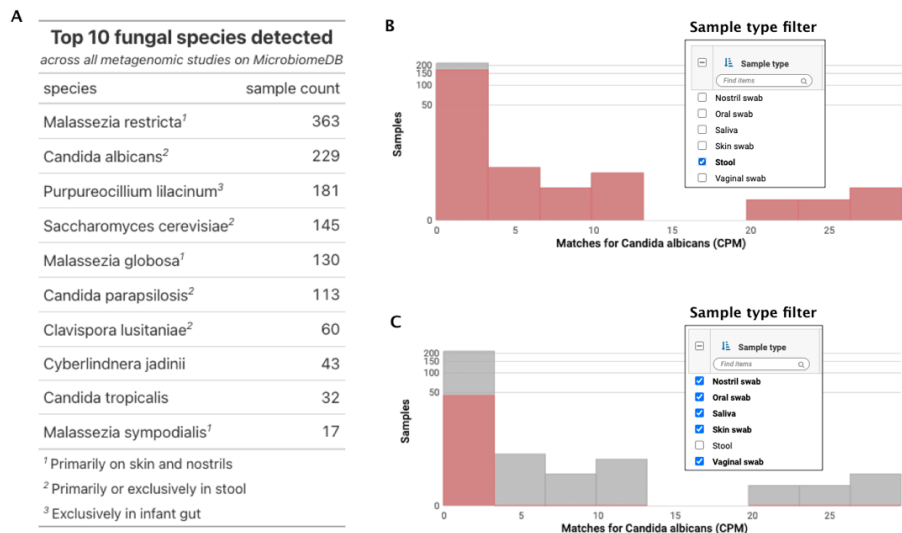 A
Top 10 fungal species detected
across all metagenomic studies on MicrobiomeDB
species sample count
Malassezia restricta¹ 363
Candida albicans² 229
Purpureocillium lilacinum³ 181
Saccharomyces cerevisiae² 145
Malassezia globosa¹ 130
Candida parapsilosis² 113
Clavispora lusitaniae² 60
Cyberlindnera jadinii 43
Candida tropicalis 32
Malassezia sympodialis¹ 17
¹ Primarily on skin and nostrils
² Primarily or exclusively in stool
³ Exclusively in infant gut
B
Sample type filter
Sample type
Find items
Nostril swab
Oral swab
Saliva
Skin swab
Stool
Vaginal swab
Samples
200
150
100
50
0
0 5 10 15 20 25
Matches for Candida albicans (CPM)
C
Sample type filter
Sample type
Find items
Nostril swab
Oral swab
Saliva
Skin swab
Stool
Vaginal swab
Samples
200
150
100
50
0
0 5 10 15 20 25
Matches for Candida albicans (CPM)